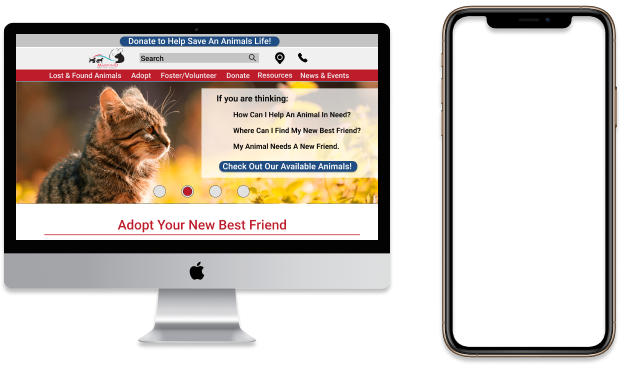 Donate to Help Save An Animals Life!
Search
Lost & Found Animals Adopt Foster/Volunteer Donate Resources News & Events
If you are thinking:
How Can I Help An Animal In Need?
Where Can I Find My New Best Friend?
My Animal Needs A New Friend.
Check Out Our Available Animals!
Adopt Your New Best Friend